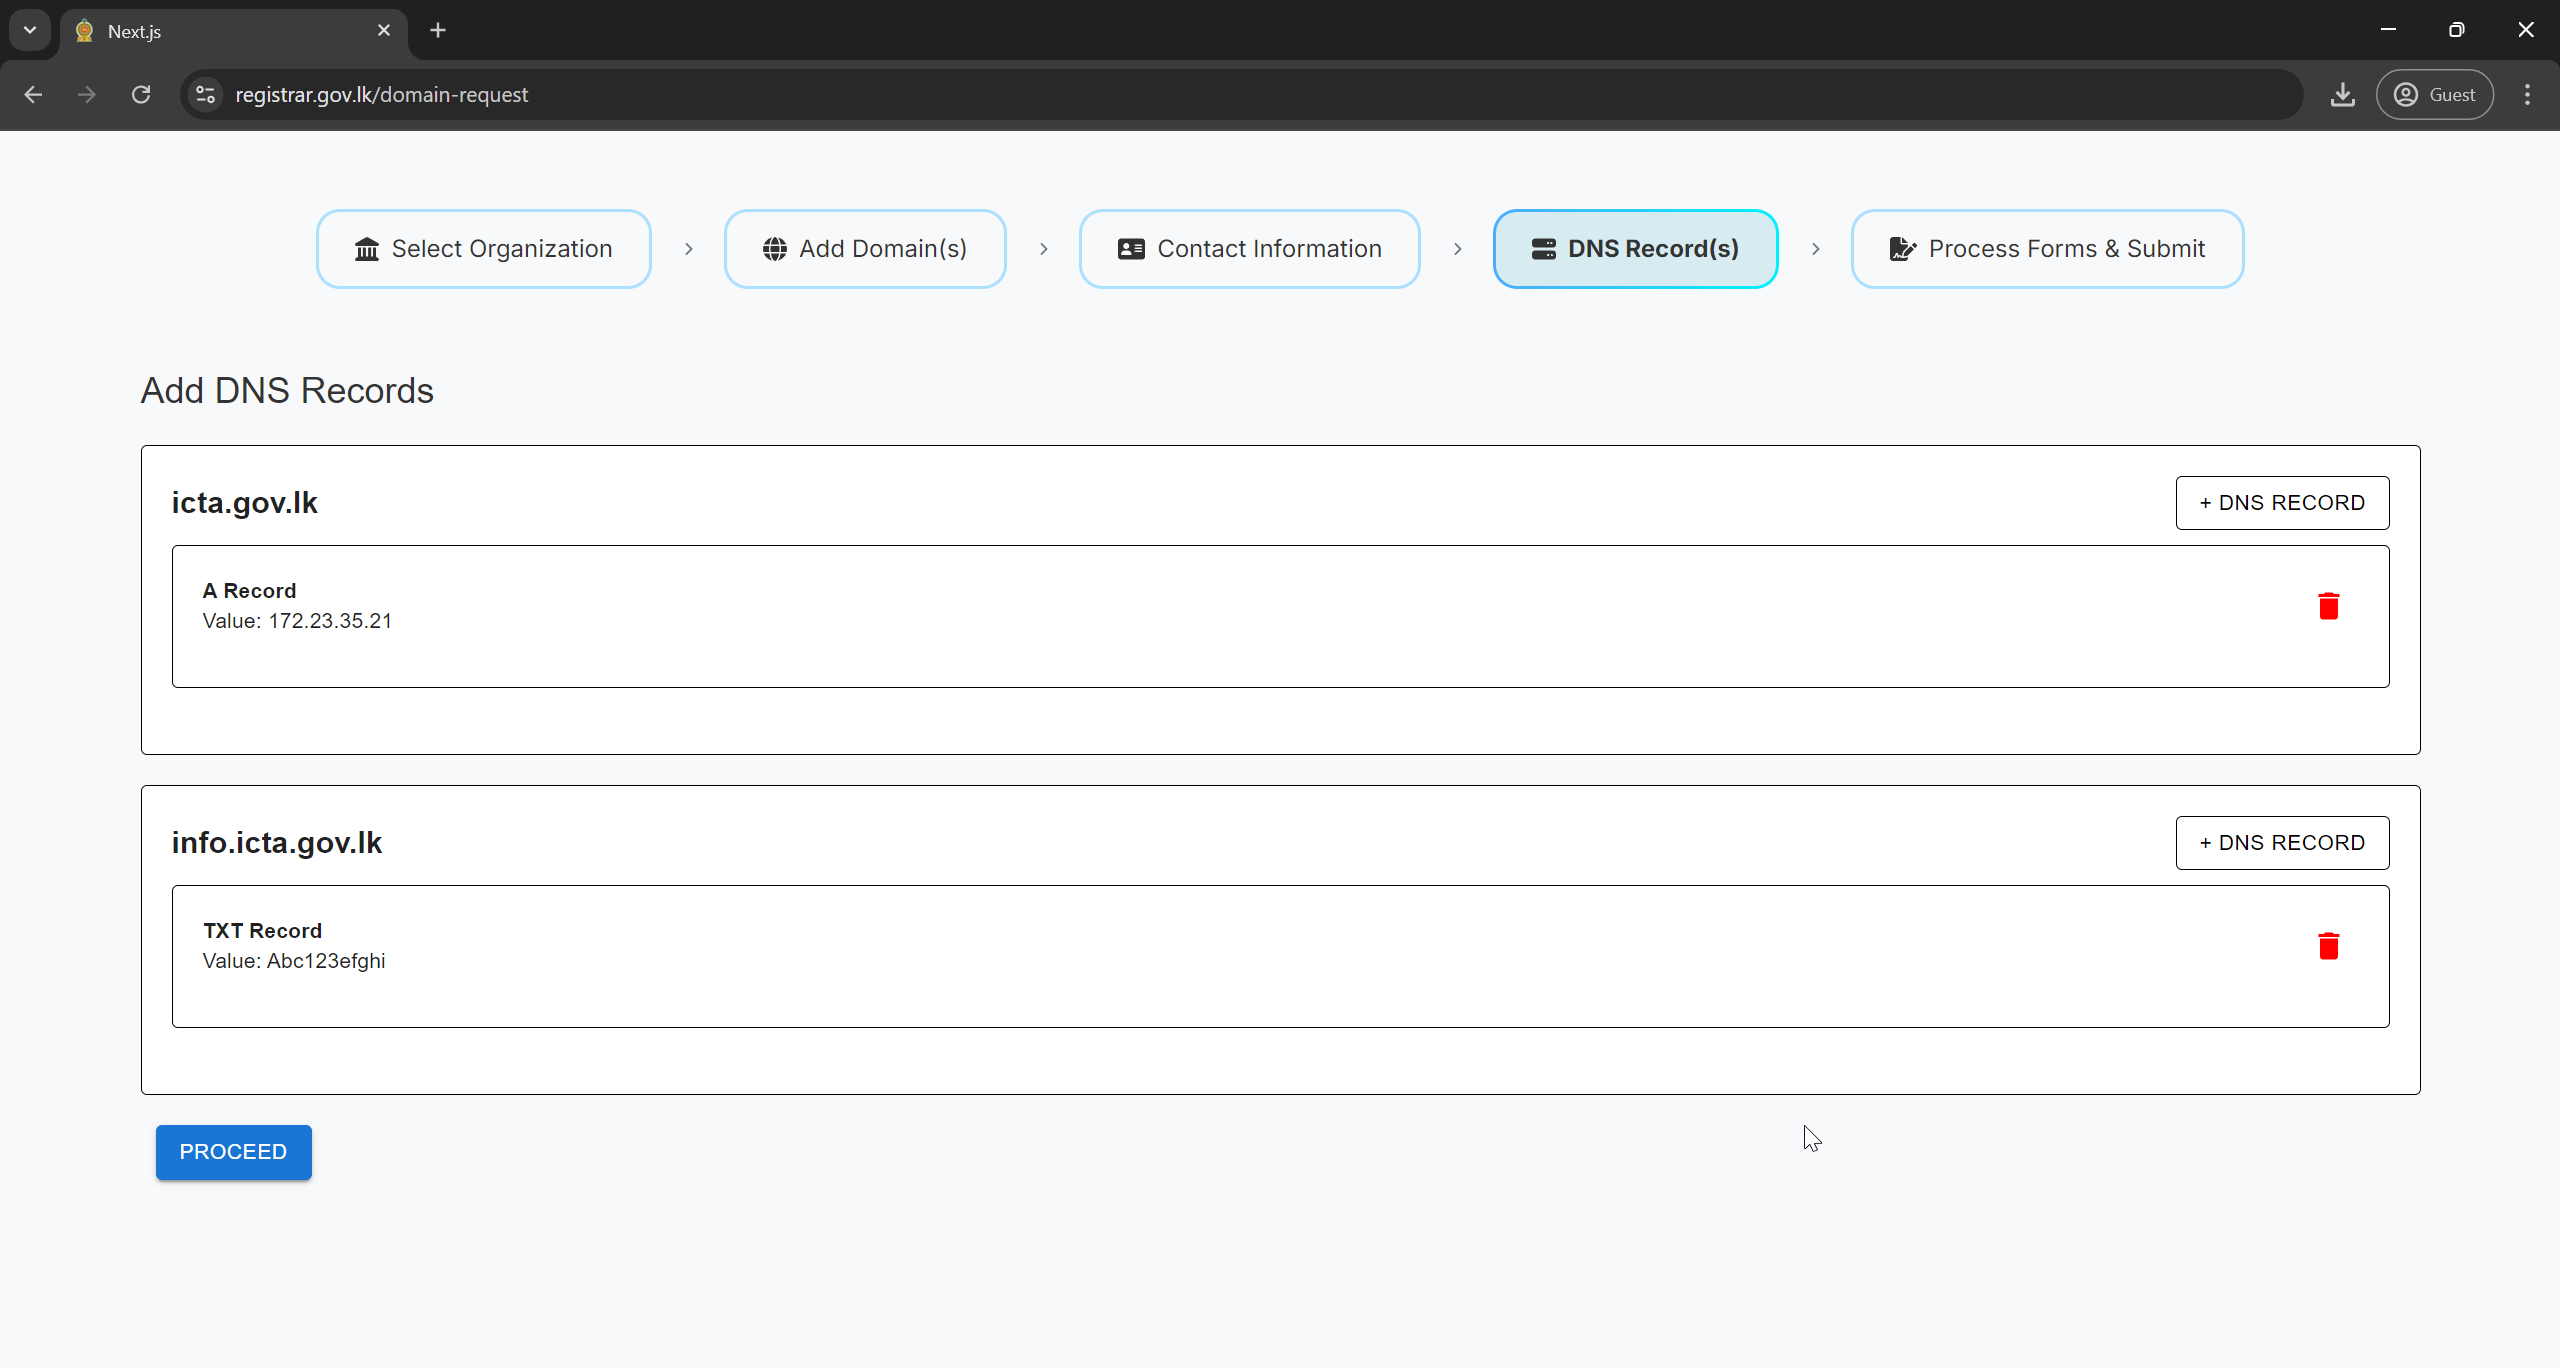 Next.js
registrar.gov.lk/domain-request
Guest
Select Organization
Add Domain(s)
Contact Information
DNS Record(s)
Process Forms & Submit
Add DNS Records
icta.gov.lk
+ DNS RECORD
A Record
Value: 172.23.35.21
info.icta.gov.lk
+ DNS RECORD
TXT Record
Value: Abc123efghi
PROCEED